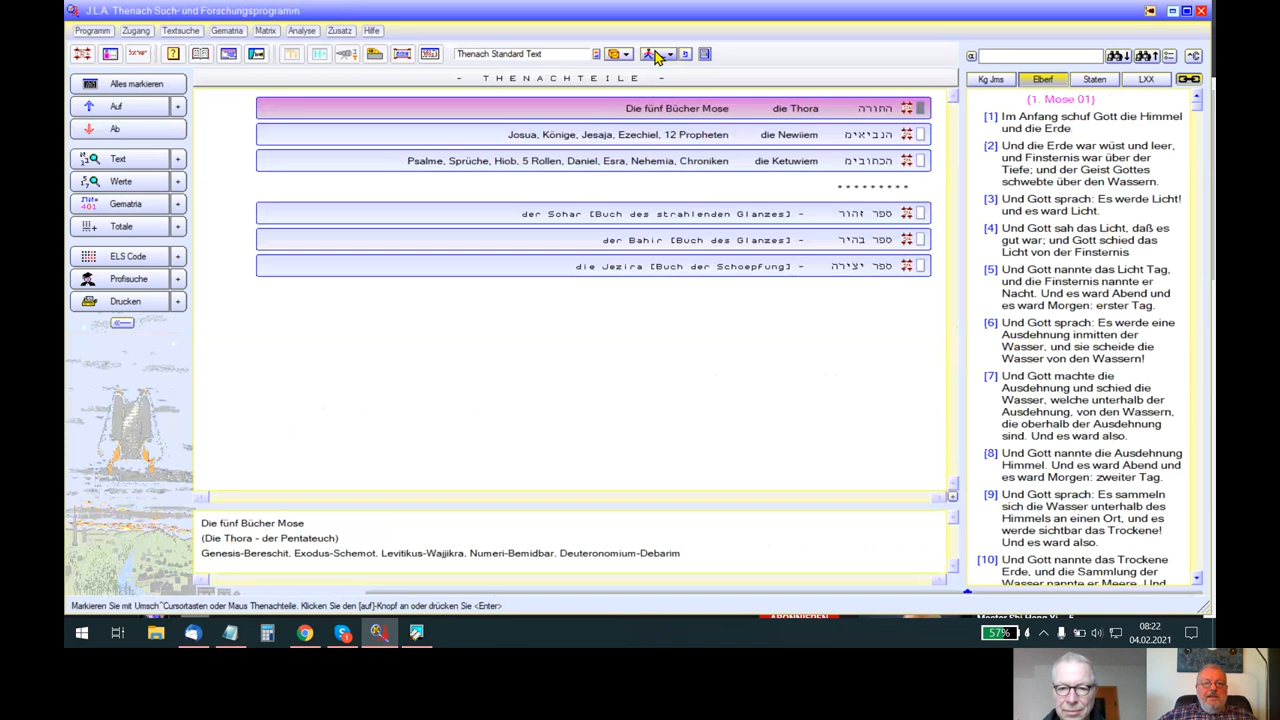 J.L.A. Thenach Such- und Forschungsprogramm
Programm Zugang Textsuche Gematria Matrix Analyse Zusatz Hilfe
Thenach Standard Text
Kg Jms Elberf Staten LXX
- THENACHTEILE -
Alles markieren
Auf
Ab
Text +
Werte +
Gematria +
Totale +
ELS Code +
Profisuche +
Drucken +
Die fünf Bücher Mose die Thora התורה
Josua, Könige, Jesaja, Ezechiel, 12 Propheten die Newiiem הנביאימ
Psalme, Sprüche, Hiob, 5 Rollen, Daniel, Esra, Nehemia, Chroniken die Ketuwiem הכתובימ
* * * * * * * * *
der Sohar [Buch des strahlenden Glanzes] - ספר זהור
der Bahir [Buch des Glanzes] - ספר בהיר
die Jezira [Buch der Schoepfung] - ספר יצירה
Die fünf Bücher Mose
(Die Thora - der Pentateuch)
Genesis-Bereschit, Exodus-Schemot, Levitikus-Wajjikra, Numeri-Bemidbar, Deuteronomium-Debarim
{1. Mose 01}
[1] Im Anfang schuf Gott die Himmel
und die Erde
[2] Und die Erde war wüst und leer,
und Finsternis war über der
Tiefe; und der Geist Gottes
schwebte über den Wassern.
[3] Und Gott sprach: Es werde Licht!
und es ward Licht.
[4] Und Gott sah das Licht, daß es
gut war; und Gott schied das
Licht von der Finsternis.
[5] Und Gott nannte das Licht Tag,
und die Finsternis nannte er
Nacht. Und es ward Abend und
es ward Morgen: erster Tag.
[6] Und Gott sprach: Es werde eine
Ausdehnung inmitten der
Wasser, und sie scheide die
Wasser von den Wassern!
[7] Und Gott machte die
Ausdehnung und schied die
Wasser, welche unterhalb der
Ausdehnung, von den Wassern,
die oberhalb der Ausdehnung
sind. Und es ward also.
[8] Und Gott nannte die Ausdehnung
Himmel. Und es ward Abend und
es ward Morgen: zweiter Tag.
[9] Und Gott sprach: Es sammeln
sich die Wasser unterhalb des
Himmels an einen Ort, und es
werde sichtbar das Trockene!
Und es ward also.
[10] Und Gott nannte das Trockene
Erde, und die Sammlung der
Wasser nannte er Meere. Und
Markieren Sie mit Umsch^Cursortasten oder Maus Thenachteile. Klicken Sie den [auf]-Knopf an oder drücken Sie <Enter>
ABONNIEREN
57%
08:22
04.02.2021